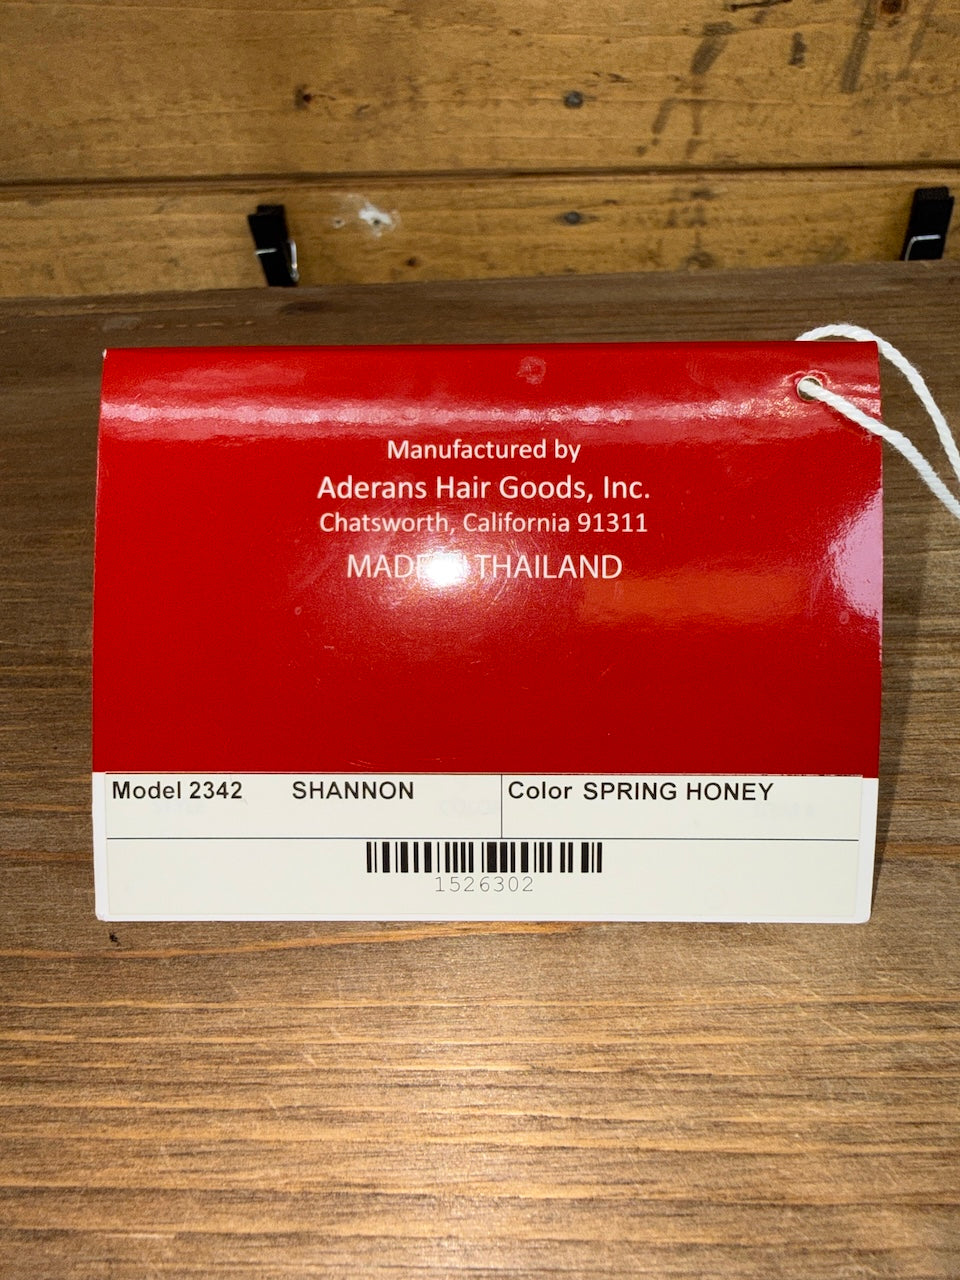 Manufactured by
Aderans Hair Goods, Inc.
Chatsworth, California 91311
MADE THAILAND
Model 2342 SHANNON Color SPRING HONEY
1526302